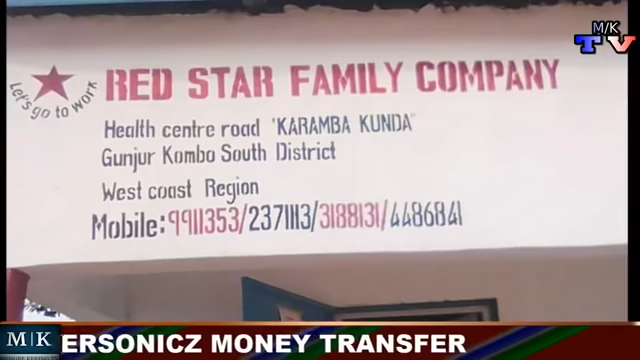 M/K
TV
RED STAR FAMILY COMPANY
Let's go to work
Health centre road "KARAMBA KUNDA"
Gunjur Kombo South District
West coast Region
Mobile: 9911353/2371113/3188131/4486841
M|K
ERSONICZ MONEY TRANSFER